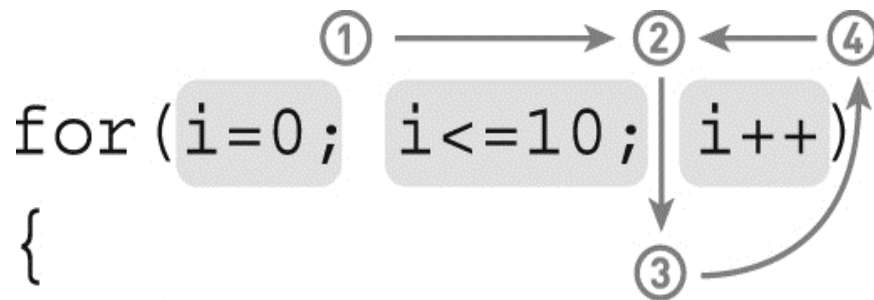 ① ② ④
for(i=0; i<=10; i++)
{
③